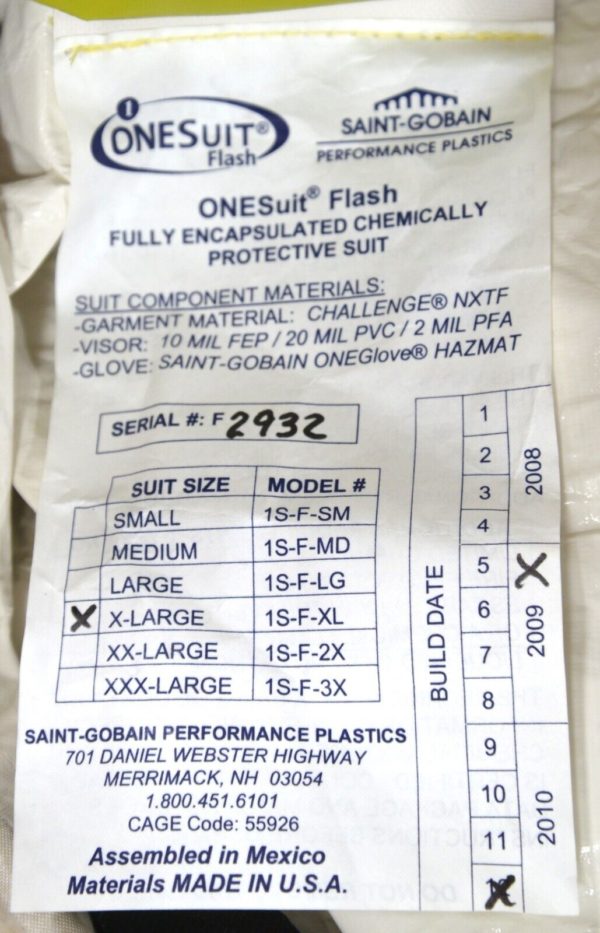 1
ONESUIT®
Flash
SAINT-GOBAIN
PERFORMANCE PLASTICS
ONESuit® Flash
FULLY ENCAPSULATED CHEMICALLY
PROTECTIVE SUIT
SUIT COMPONENT MATERIALS:
-GARMENT MATERIAL: CHALLENGE® NXTF
-VISOR: 10 MIL FEP / 20 MIL PVC / 2 MIL PFA
-GLOVE: SAINT-GOBAIN ONEGlove® HAZMAT
SERIAL #: F 2932
SUIT SIZE MODEL #
SMALL 1S-F-SM
MEDIUM 1S-F-MD
LARGE 1S-F-LG
X X-LARGE 1S-F-XL
XX-LARGE 1S-F-2X
XXX-LARGE 1S-F-3X
BUILD DATE
1
2
3
4
5
6
7
8
9
10
11
12
2008
X
2009
2010
SAINT-GOBAIN PERFORMANCE PLASTICS
701 DANIEL WEBSTER HIGHWAY
MERRIMACK, NH 03054
1.800.451.6101
CAGE Code: 55926
Assembled in Mexico
Materials MADE IN U.S.A.